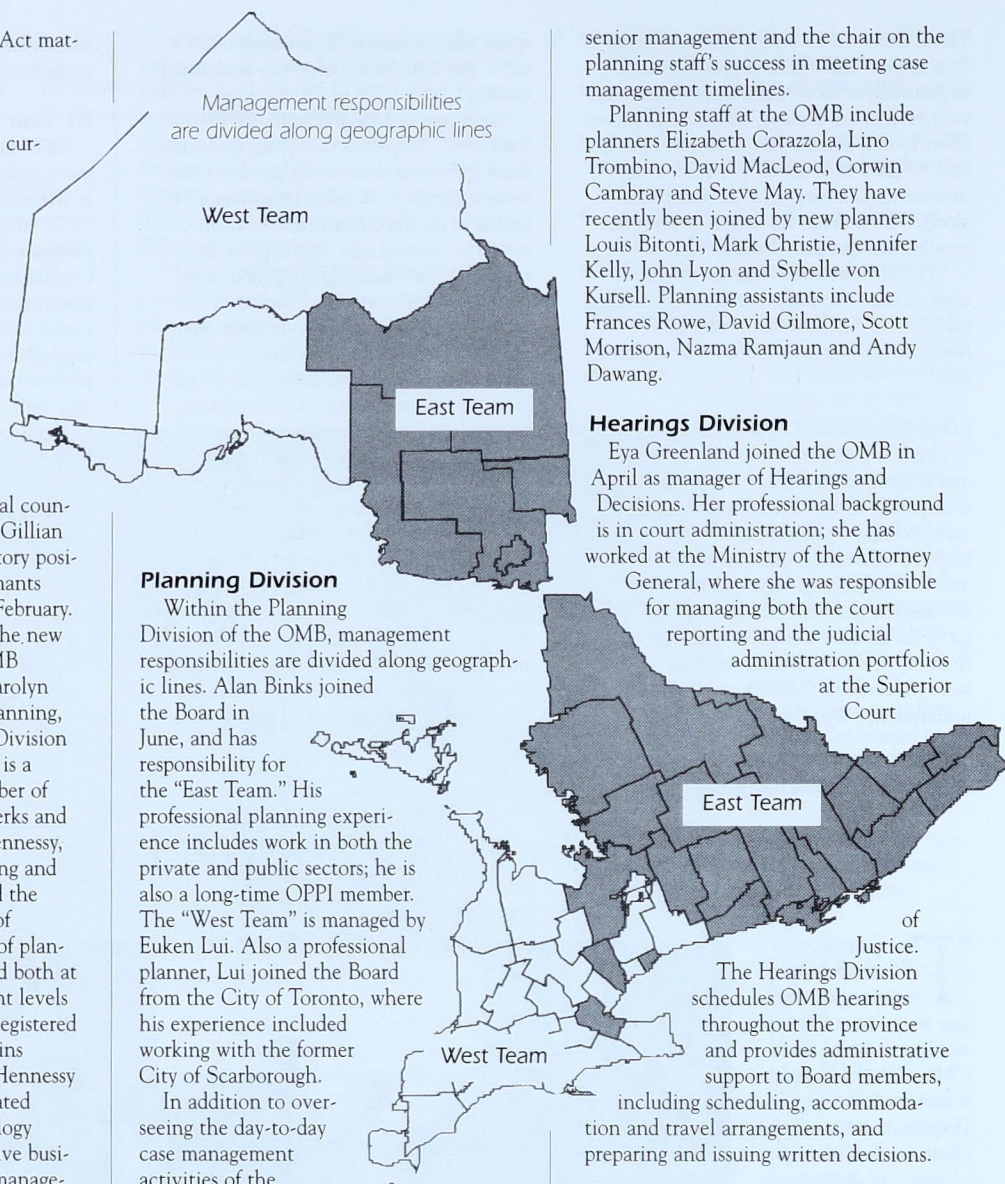 Act mat-
cur-
al coun-
Gillian
tory posi-
nants
February.
he new
MB
arolyn
anning,
Division
is a
ber of
erks and
ennessy,
ng and
d the
of
of plan-
d both at
nt levels
egistered
ins
Hennessy
ated
logy
ve busi-
manage-
Management responsibilities
are divided along geographic lines
West Team
East Team
Planning Division
Within the Planning
Division of the OMB, management
responsibilities are divided along geograph-
ic lines. Alan Binks joined
the Board in
June, and has
responsibility for
the “East Team.” His
professional planning experi-
ence includes work in both the
private and public sectors; he is
also a long-time OPPI member.
The “West Team” is managed by
Euken Lui. Also a professional
planner, Lui joined the Board
from the City of Toronto, where
his experience included
working with the former
City of Scarborough.
In addition to over-
seeing the day-to-day
case management
activities of the
East Team
West Team
senior management and the chair on the
planning staff’s success in meeting case
management timelines.
Planning staff at the OMB include
planners Elizabeth Corazzola, Lino
Trombino, David MacLeod, Corwin
Cambray and Steve May. They have
recently been joined by new planners
Louis Bitonti, Mark Christie, Jennifer
Kelly, John Lyon and Sybelle von
Kursell. Planning assistants include
Frances Rowe, David Gilmore, Scott
Morrison, Nazma Ramjaun and Andy
Dawang.
Hearings Division
Eya Greenland joined the OMB in
April as manager of Hearings and
Decisions. Her professional background
is in court administration; she has
worked at the Ministry of the Attorney
General, where she was responsible
for managing both the court
reporting and the judicial
administration portfolios
at the Superior
Court
of
Justice.
The Hearings Division
schedules OMB hearings
throughout the province
and provides administrative
support to Board members,
including scheduling, accommoda-
tion and travel arrangements, and
preparing and issuing written decisions.